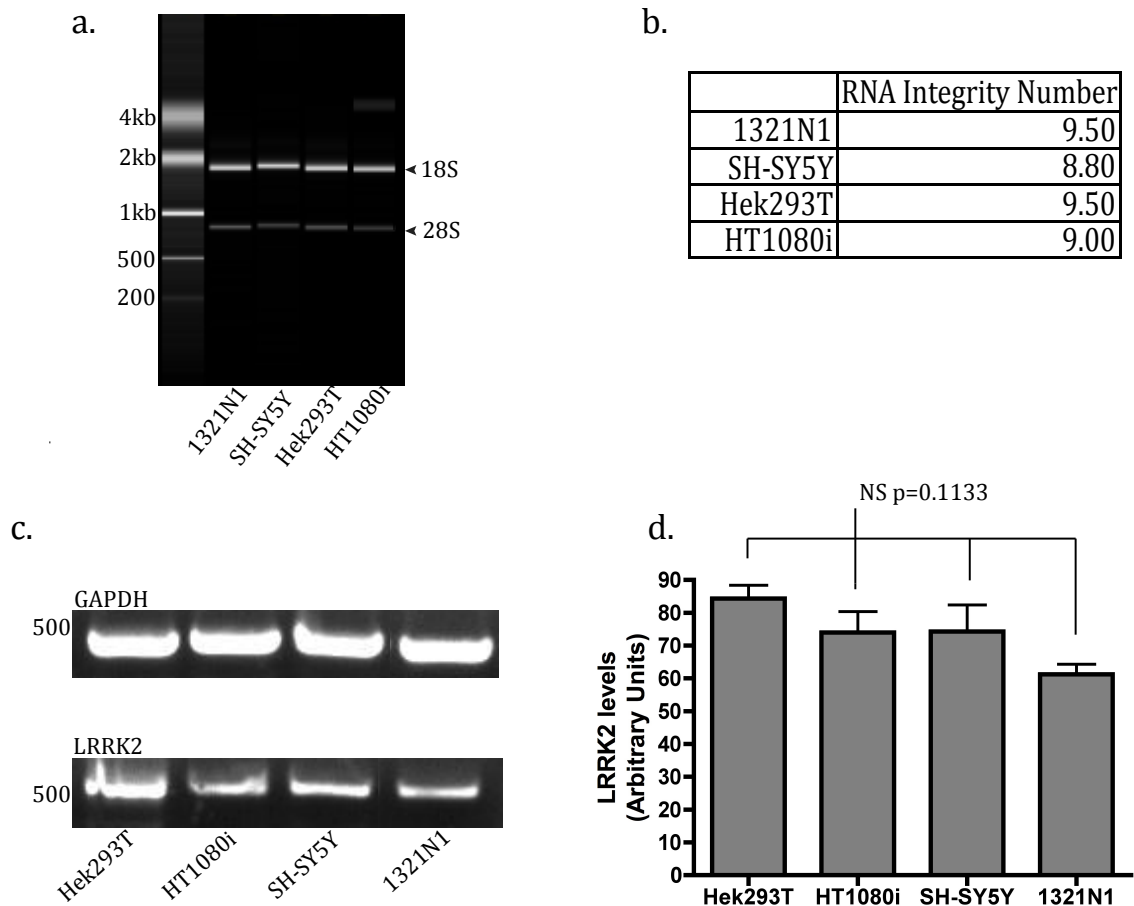 a.
4kb
2kb
1kb
500
200
18S
28S
1321N1
SH-SY5Y
Hek293T
HT1080i
b.
RNA Integrity Number
1321N1 9.50
SH-SY5Y 8.80
Hek293T 9.50
HT1080i 9.00
c.
GAPDH
500
LRRK2
500
Hek293T
HT1080i
SH-SY5Y
1321N1
d.
NS p=0.1133
LRRK2 levels
(Arbitrary Units)
90
80
70
60
50
40
30
20
10
0
Hek293T HT1080i SH-SY5Y 1321N1